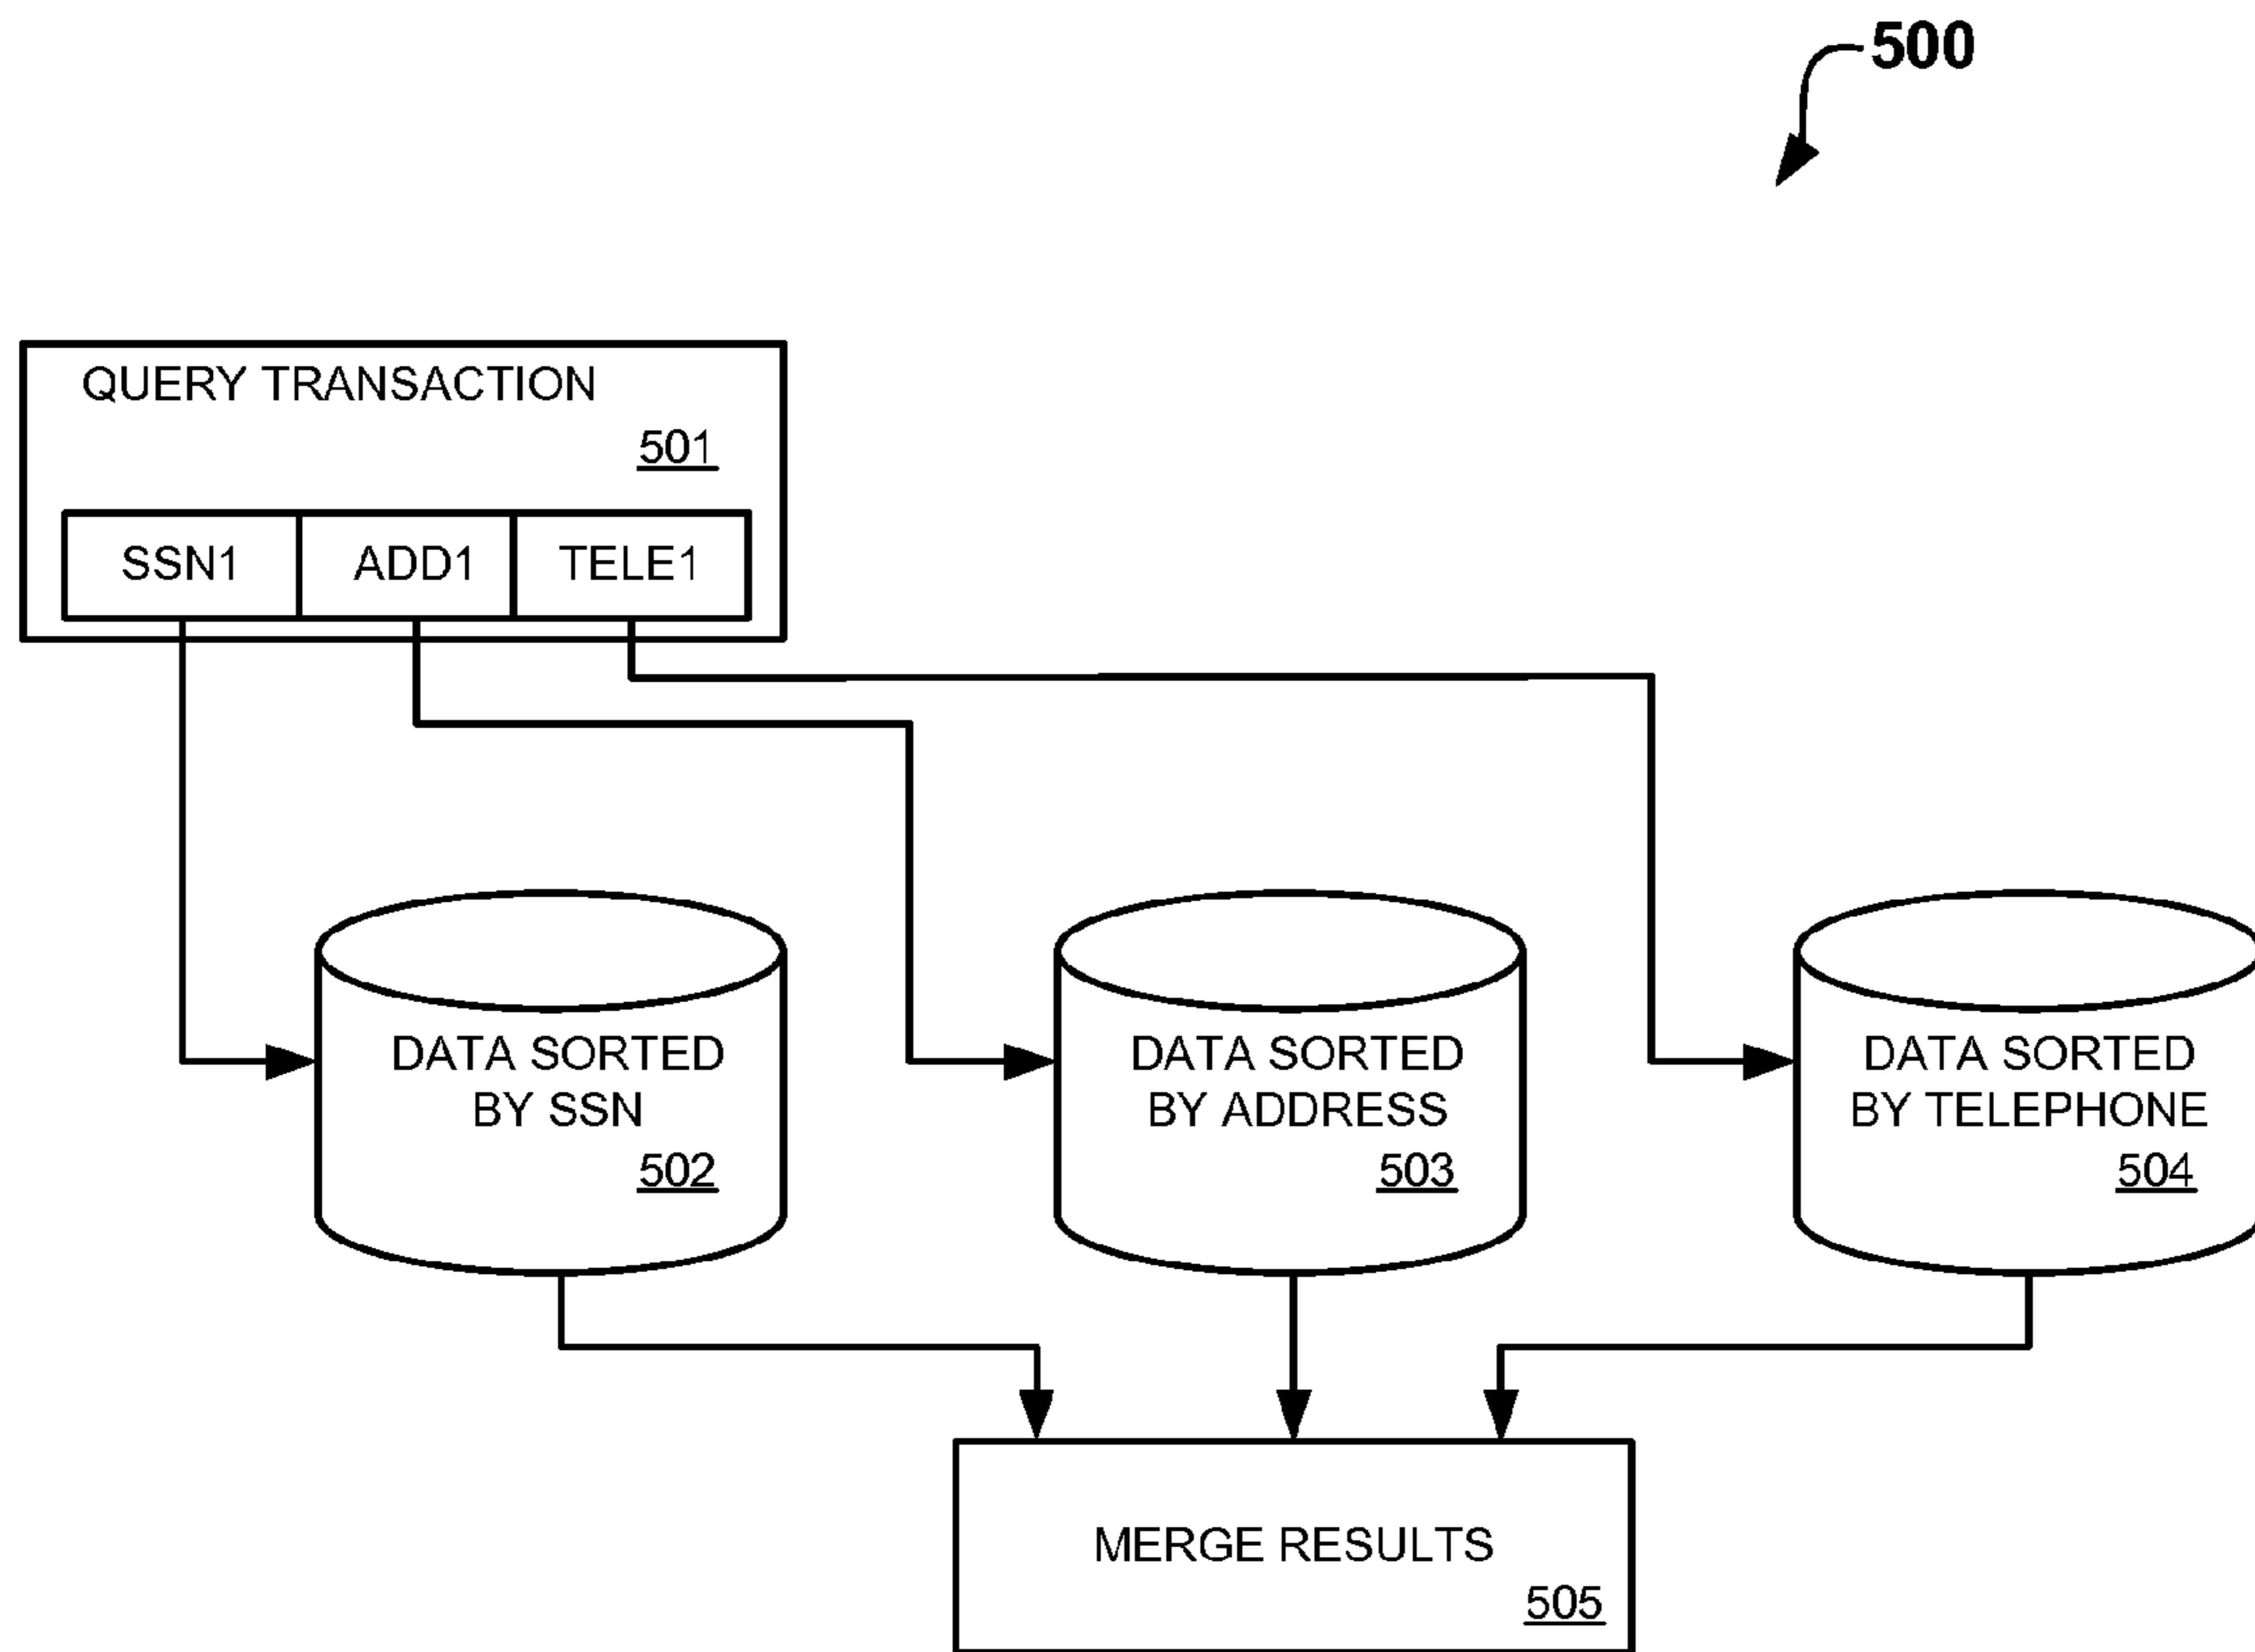 500
QUERY TRANSACTION
501
SSN1 ADD1 TELE1
DATA SORTED
BY SSN
502
DATA SORTED
BY ADDRESS
503
DATA SORTED
BY TELEPHONE
504
MERGE RESULTS
505